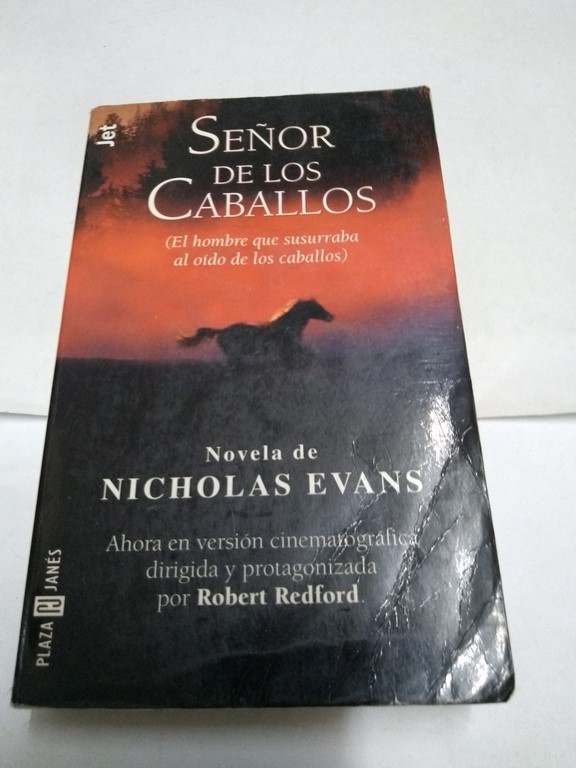 Jet
SEÑOR
DE LOS
CABALLOS
(El hombre que susurraba
al oído de los caballos)
Novela de
NICHOLAS EVANS
Ahora en versión cinematográfica
dirigida y protagonizada
por Robert Redford.
PLAZA JANÉS